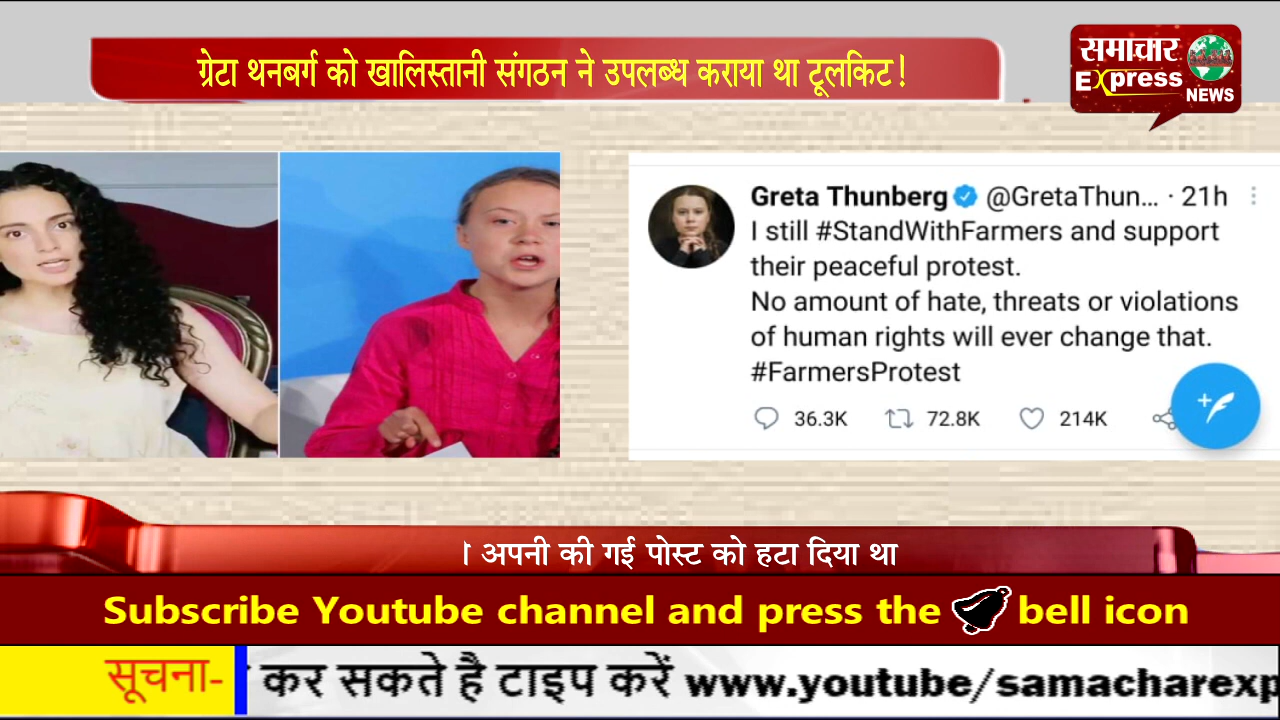 ग्रेटा थनबर्ग को खालिस्तानी संगठन ने उपलब्ध कराया था टूलकिट!
समाचार
Express
NEWS
Greta Thunberg @GretaThun... · 21h
I still #StandWithFarmers and support
their peaceful protest.
No amount of hate, threats or violations
of human rights will ever change that.
#FarmersProtest
36.3K 72.8K 214K
अपनी की गई पोस्ट को हटा दिया था
Subscribe Youtube channel and press the bell icon
सूचना- कर सकते है टाइप करें www.youtube/samacharexp